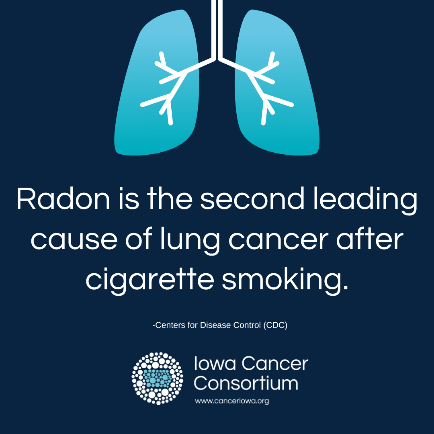 Radon is the second leading
cause of lung cancer after
cigarette smoking.
-Centers for Disease Control (CDC)
Iowa Cancer
Consortium
www.canceriowa.org